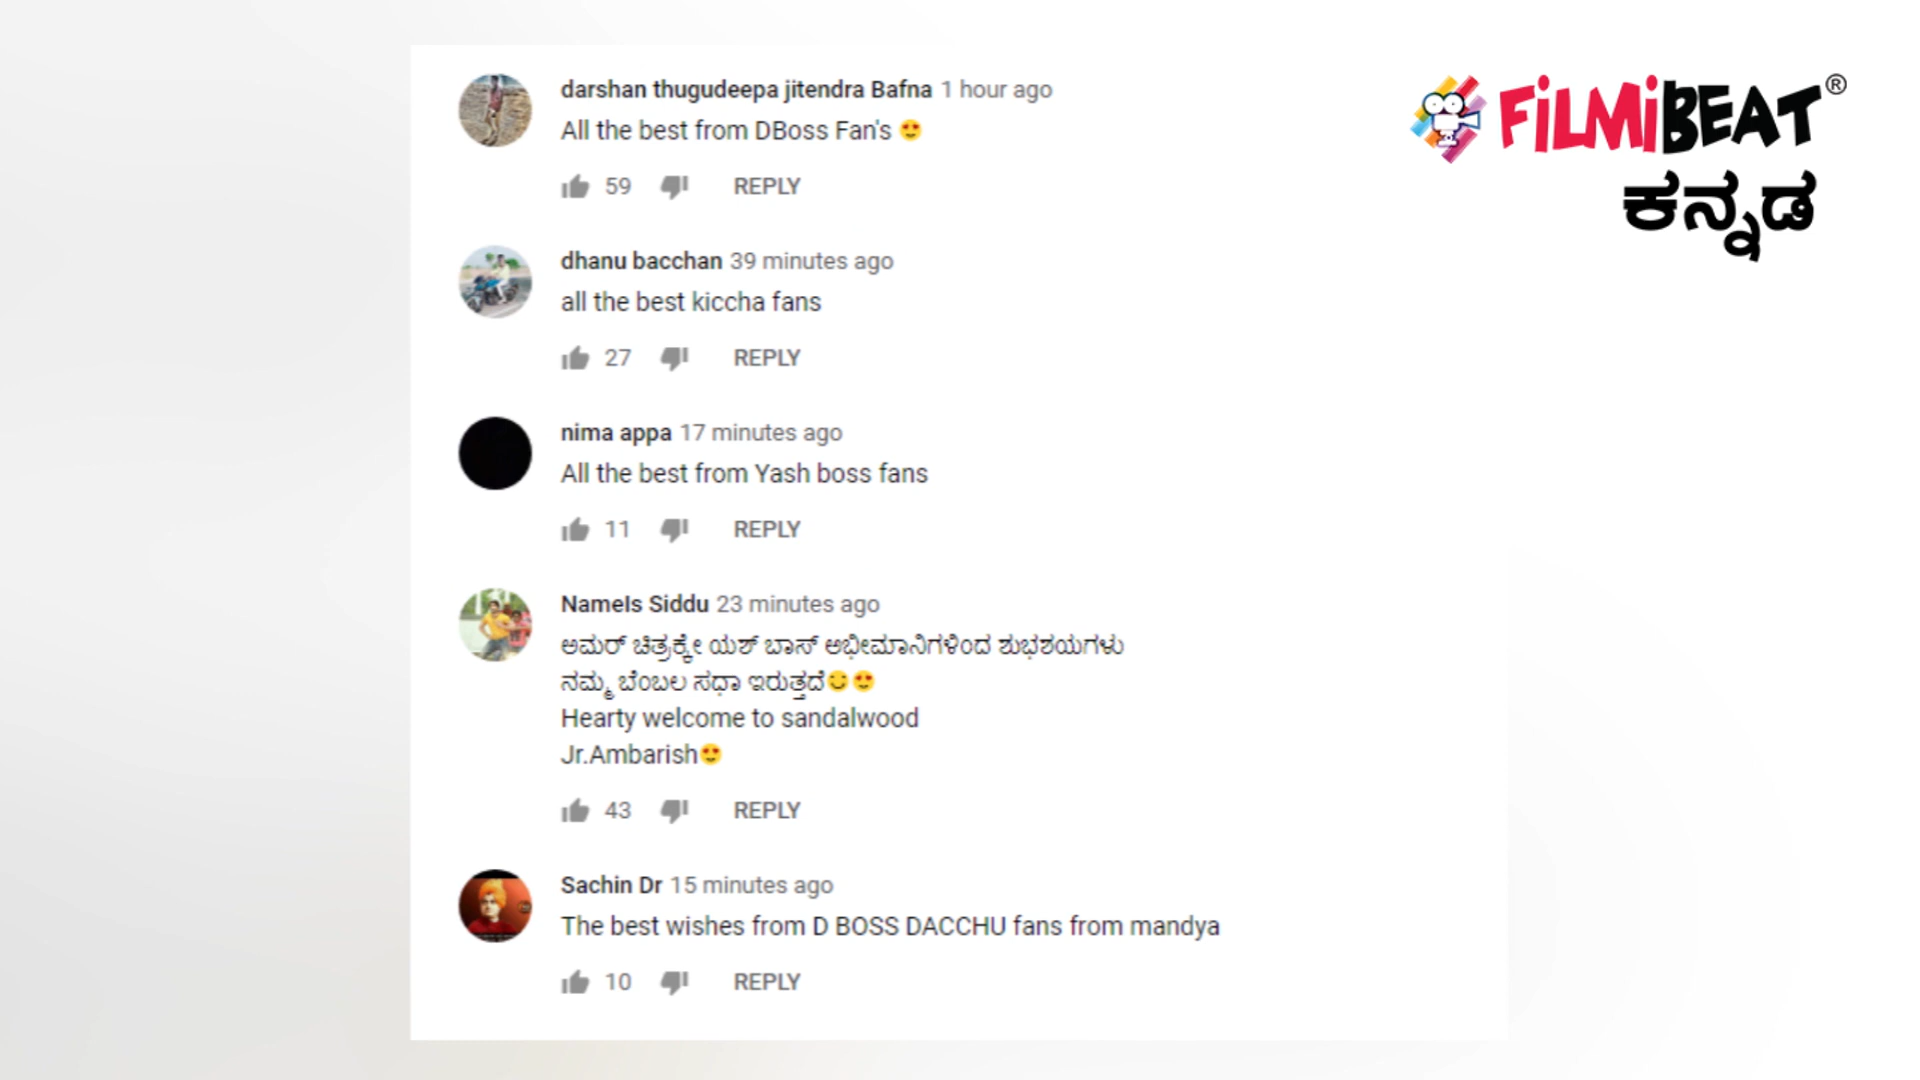 FiLMiBEAT®
ಕನ್ನಡ
darshan thugudeepa jitendra Bafna 1 hour ago
All the best from DBoss Fan's 😍
59 REPLY
dhanu bacchan 39 minutes ago
all the best kiccha fans
27 REPLY
nima appa 17 minutes ago
All the best from Yash boss fans
11 REPLY
NameIs Siddu 23 minutes ago
ಅಮರ್ ಚಿತ್ರಕ್ಕೇ ಯಶ್ ಬಾಸ್ ಅಭೀಮಾನಿಗಳಿಂದ ಶುಭಶಯಗಳು
ನಮ್ಮ ಬೆಂಬಲ ಸಧಾ ಇರುತ್ತದೆ😊😍
Hearty welcome to sandalwood
Jr.Ambarish😍
43 REPLY
Sachin Dr 15 minutes ago
The best wishes from D BOSS DACCHU fans from mandya
10 REPLY